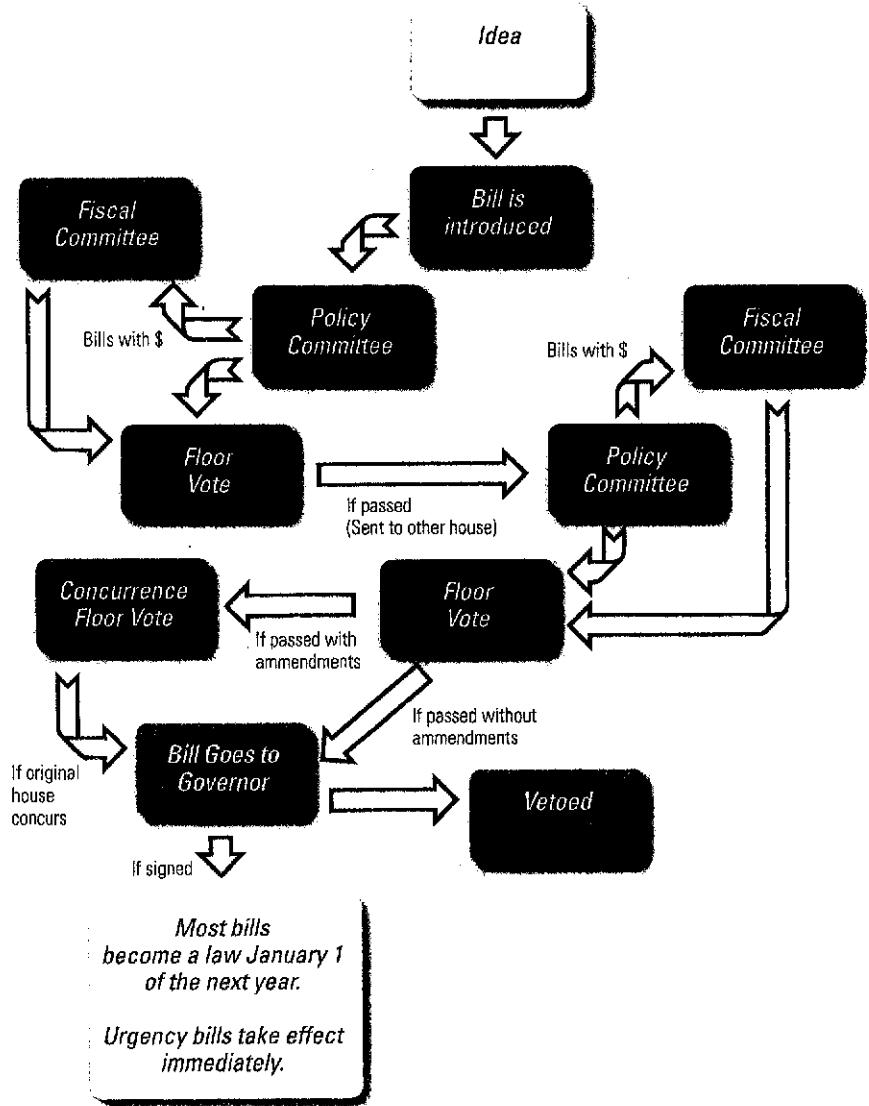 Idea
Bill is
introduced
Fiscal
Committee
Policy
Committee
Bills with $
Fiscal
Committee
Bills with $
Floor
Vote
If passed
(Sent to other house)
Policy
Committee
Concurrence
Floor Vote
If passed with
ammendments
Floor
Vote
If passed without
ammendments
If original
house
concurs
Bill Goes to
Governor
Vetoed
If signed
Most bills
become a law January 1
of the next year.
Urgency bills take effect
immediately.